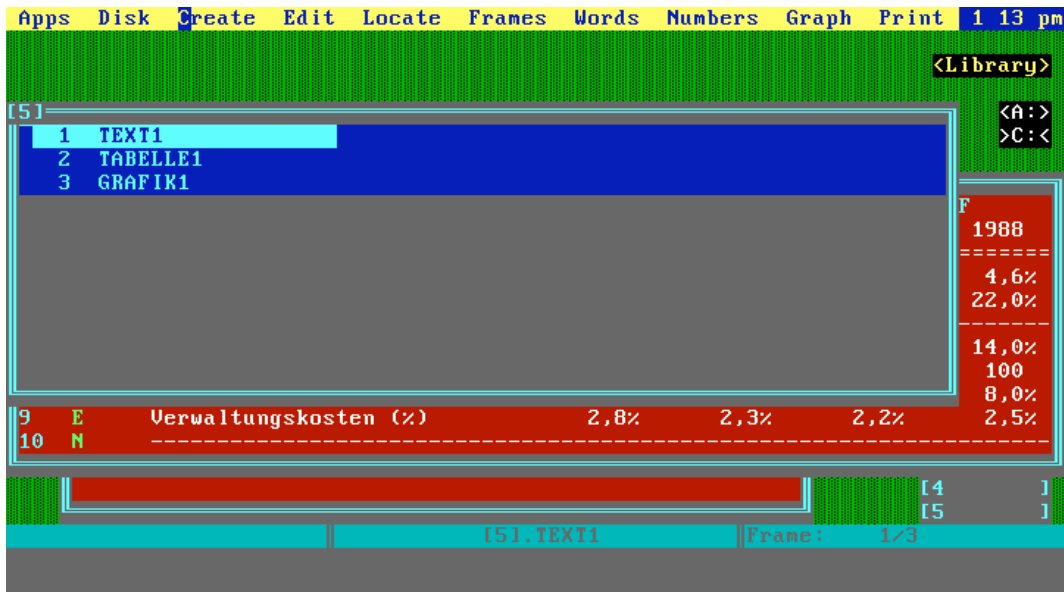 Apps Disk Create Edit Locate Frames Words Numbers Graph Print 1 13 pm
<Library>
[5]
<A:>
1 TEXT1
>C:<
2 TABELLE1
3 GRAFIK1
F
1988
=======
4,6%
22,0%
-------
14,0%
100
8,0%
9 E Verwaltungskosten (%) 2,8% 2,3% 2,2% 2,5%
10 N --------------------------------------------------------------------
[4 ]
[5 ]
[5].TEXT1 Frame: 1/3